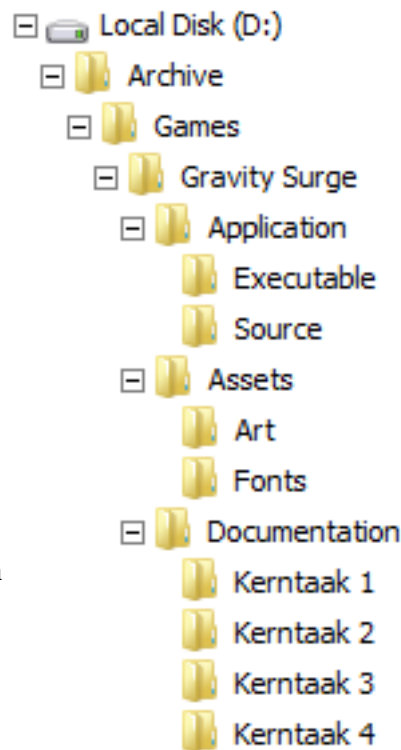 Local Disk (D:)
Archive
Games
Gravity Surge
Application
Executable
Source
Assets
Art
Fonts
Documentation
Kerntaak 1
Kerntaak 2
Kerntaak 3
Kerntaak 4